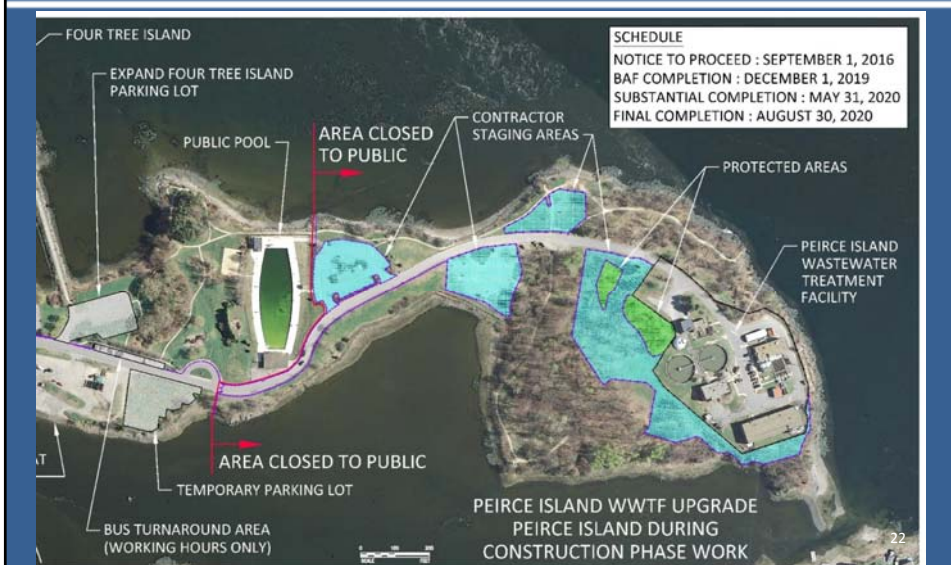 FOUR TREE ISLAND
EXPAND FOUR TREE ISLAND
PARKING LOT
PUBLIC POOL
AREA CLOSED
TO PUBLIC
CONTRACTOR
STAGING AREAS
SCHEDULE
NOTICE TO PROCEED : SEPTEMBER 1, 2016
BAF COMPLETION : DECEMBER 1, 2019
SUBSTANTIAL COMPLETION : MAY 31, 2020
FINAL COMPLETION : AUGUST 30, 2020
PROTECTED AREAS
PEIRCE ISLAND
WASTEWATER
TREATMENT
FACILITY
AREA CLOSED TO PUBLIC
AT
TEMPORARY PARKING LOT
BUS TURNAROUND AREA
(WORKING HOURS ONLY)
PEIRCE ISLAND WWTF UPGRADE
PEIRCE ISLAND DURING
CONSTRUCTION PHASE WORK
22
SCALE